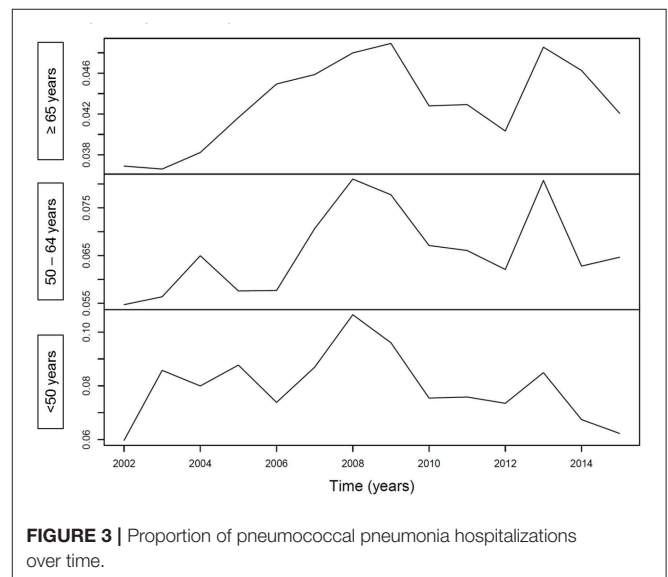 ≥ 65 years
0.046
0.042
0.038
50 – 64 years
0.075
0.065
0.055
<50 years
0.10
0.08
0.06
2002 2004 2006 2008 2010 2012 2014
Time (years)
FIGURE 3 | Proportion of pneumococcal pneumonia hospitalizations
over time.